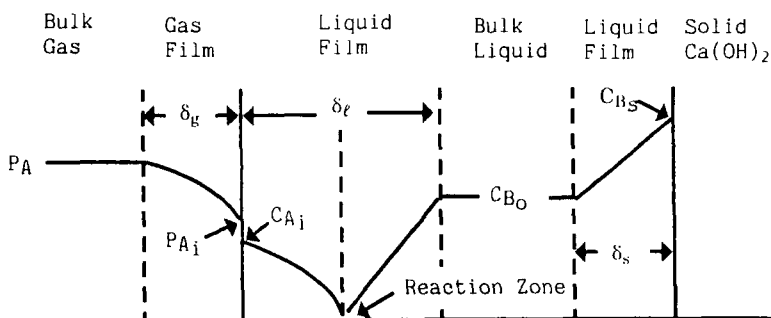 Bulk Gas
Gas Film
Liquid Film
Bulk Liquid
Liquid Film
Solid Ca(OH)2
δg
δℓ
CBs
PA
CAi
CBo
PAi
δs
Reaction Zone